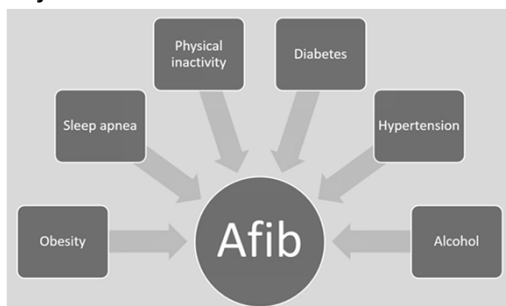 Physical
inactivity
Diabetes
Sleep apnea
Hypertension
Obesity
Afib
Alcohol